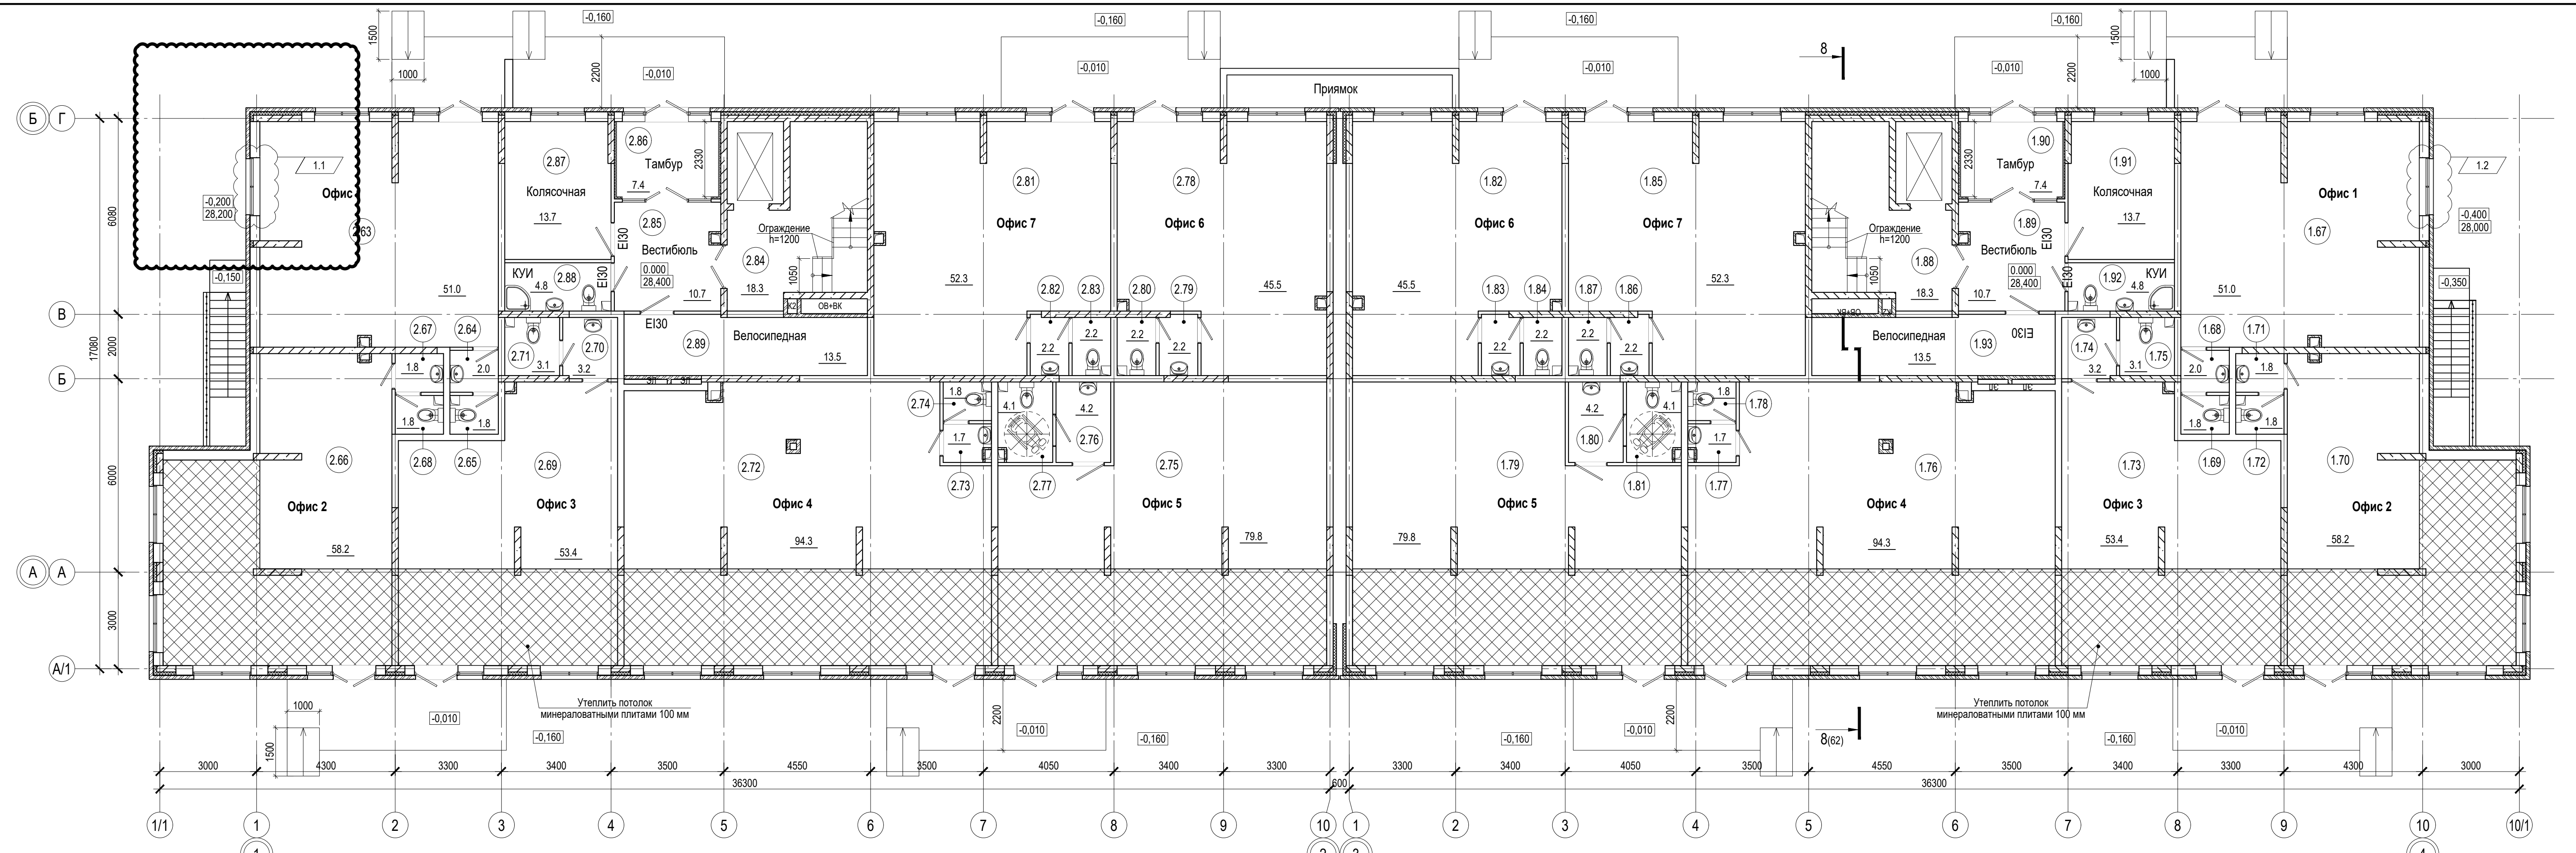 -0,160
-0,160
-0,160
-0,160
1500
1000
2200
-0,010
-0,010
-0,010
-0,010
2200
1000
1500
8
Приямок
Б
Г
1.1
Офис
2.63
-0,200
28,200
-0,150
51.0
2.87
Колясочная
13.7
2.86
Тамбур
7.4
2330
2.85
Вестибюль
EI30
EI30
0.000
28,400
10.7
КУИ
2.88
4.8
2.84
18.3
Ограждение
h=1200
1050
К2
ОВ+ВК
2.81
Офис 7
52.3
2.78
Офис 6
45.5
1.82
Офис 6
45.5
1.85
Офис 7
52.3
Ограждение
h=1200
1050
1.88
18.3
ОВ+ВК
К2
1.90
Тамбур
7.4
2330
1.89
Вестибюль
EI30
EI30
0.000
28,400
10.7
1.91
Колясочная
13.7
1.92
КУИ
4.8
Офис 1
1.67
51.0
1.2
-0,400
28,000
-0,350
6080
17080
2000
6000
3000
В
Б
А
А
А/1
EI30
2.89
Велосипедная
13.5
2.71
3.1
2.70
3.2
2.67
1.8
2.64
2.0
1.8
2.68
1.8
2.65
ЭЛ
ЭЛ
2.82
2.2
2.83
2.2
2.80
2.2
2.79
2.2
1.83
2.2
1.84
2.2
1.87
2.2
1.86
2.2
Велосипедная
13.5
1.93
EI30
ЭЛ
ЭЛ
1.74
3.2
1.75
3.1
1.68
2.0
1.71
1.8
1.8
1.69
1.8
1.72
2.66
Офис 2
58.2
2.69
Офис 3
53.4
2.72
Офис 4
94.3
2.74
1.8
1.7
2.73
4.1
2.77
4.2
2.76
2.75
Офис 5
79.8
1.79
Офис 5
79.8
4.2
1.80
4.1
1.81
1.8
1.78
1.7
1.77
1.76
Офис 4
94.3
1.73
Офис 3
53.4
1.70
Офис 2
58.2
Утеплить потолок
минераловатными плитами 100 мм
Утеплить потолок
минераловатными плитами 100 мм
1000
1500
-0,010
-0,160
2200
-0,010
-0,160
-0,160
-0,010
2200
8(62)
-0,160
-0,010
3000 4300 3300 3400 3500 4550 3500 4050 3400 3300 3300 3400 4050 3500 4550 3500 3400 3300 4300 3000
36300 600 36300
1/1 1 2 3 4 5 6 7 8 9 10 1 2 3 4 5 6 7 8 9 10 10/1